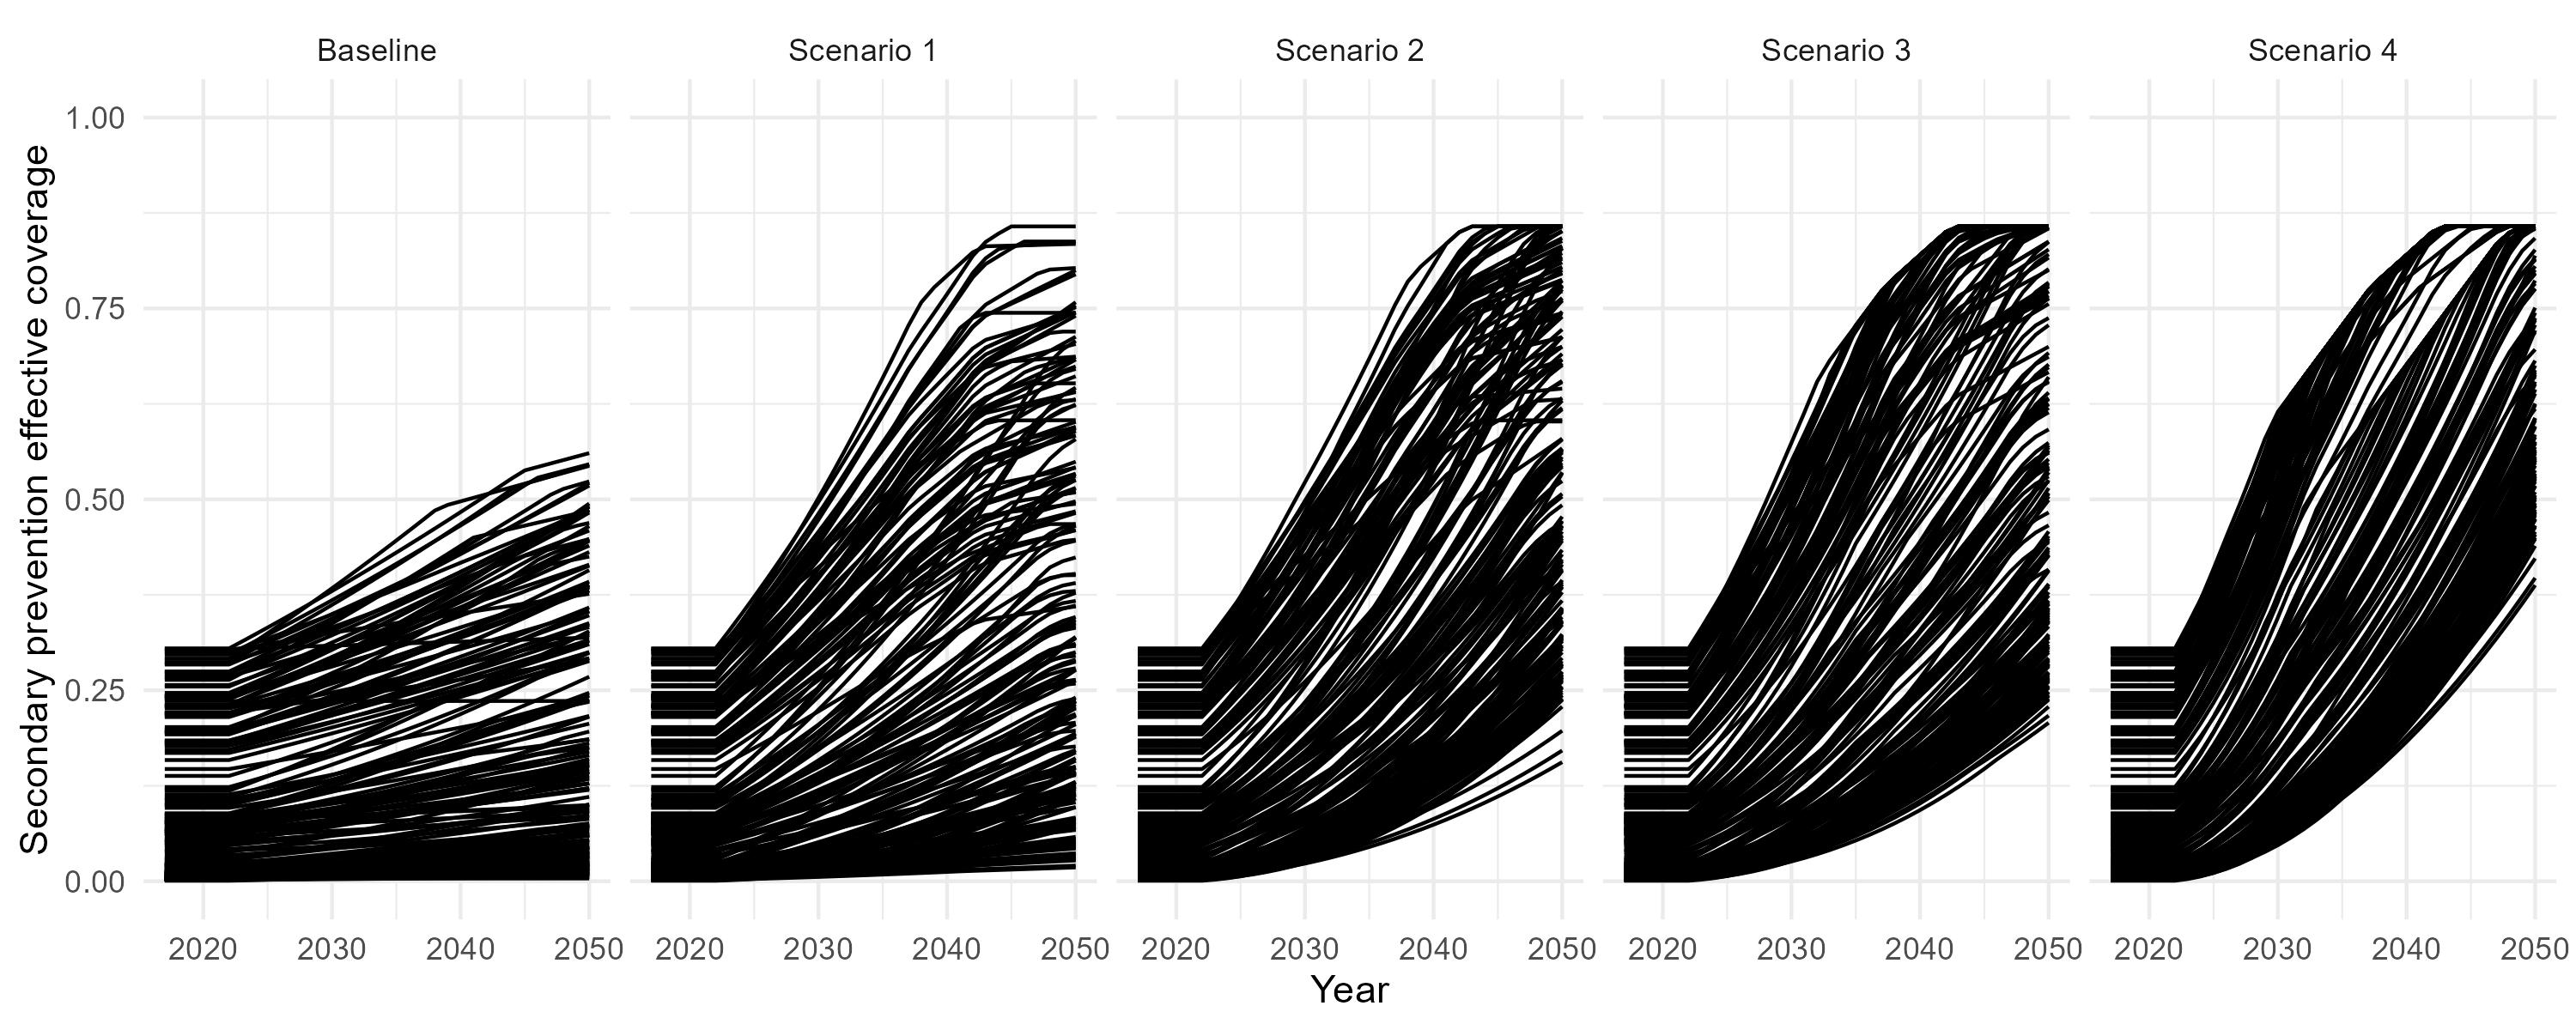 Baseline Scenario 1 Scenario 2 Scenario 3 Scenario 4
Secondary prevention effective coverage
1.00
0.75
0.50
0.25
0.00
2020 2030 2040 2050 2020 2030 2040 2050 2020 2030 2040 2050 2020 2030 2040 2050 2020 2030 2040 2050
Year